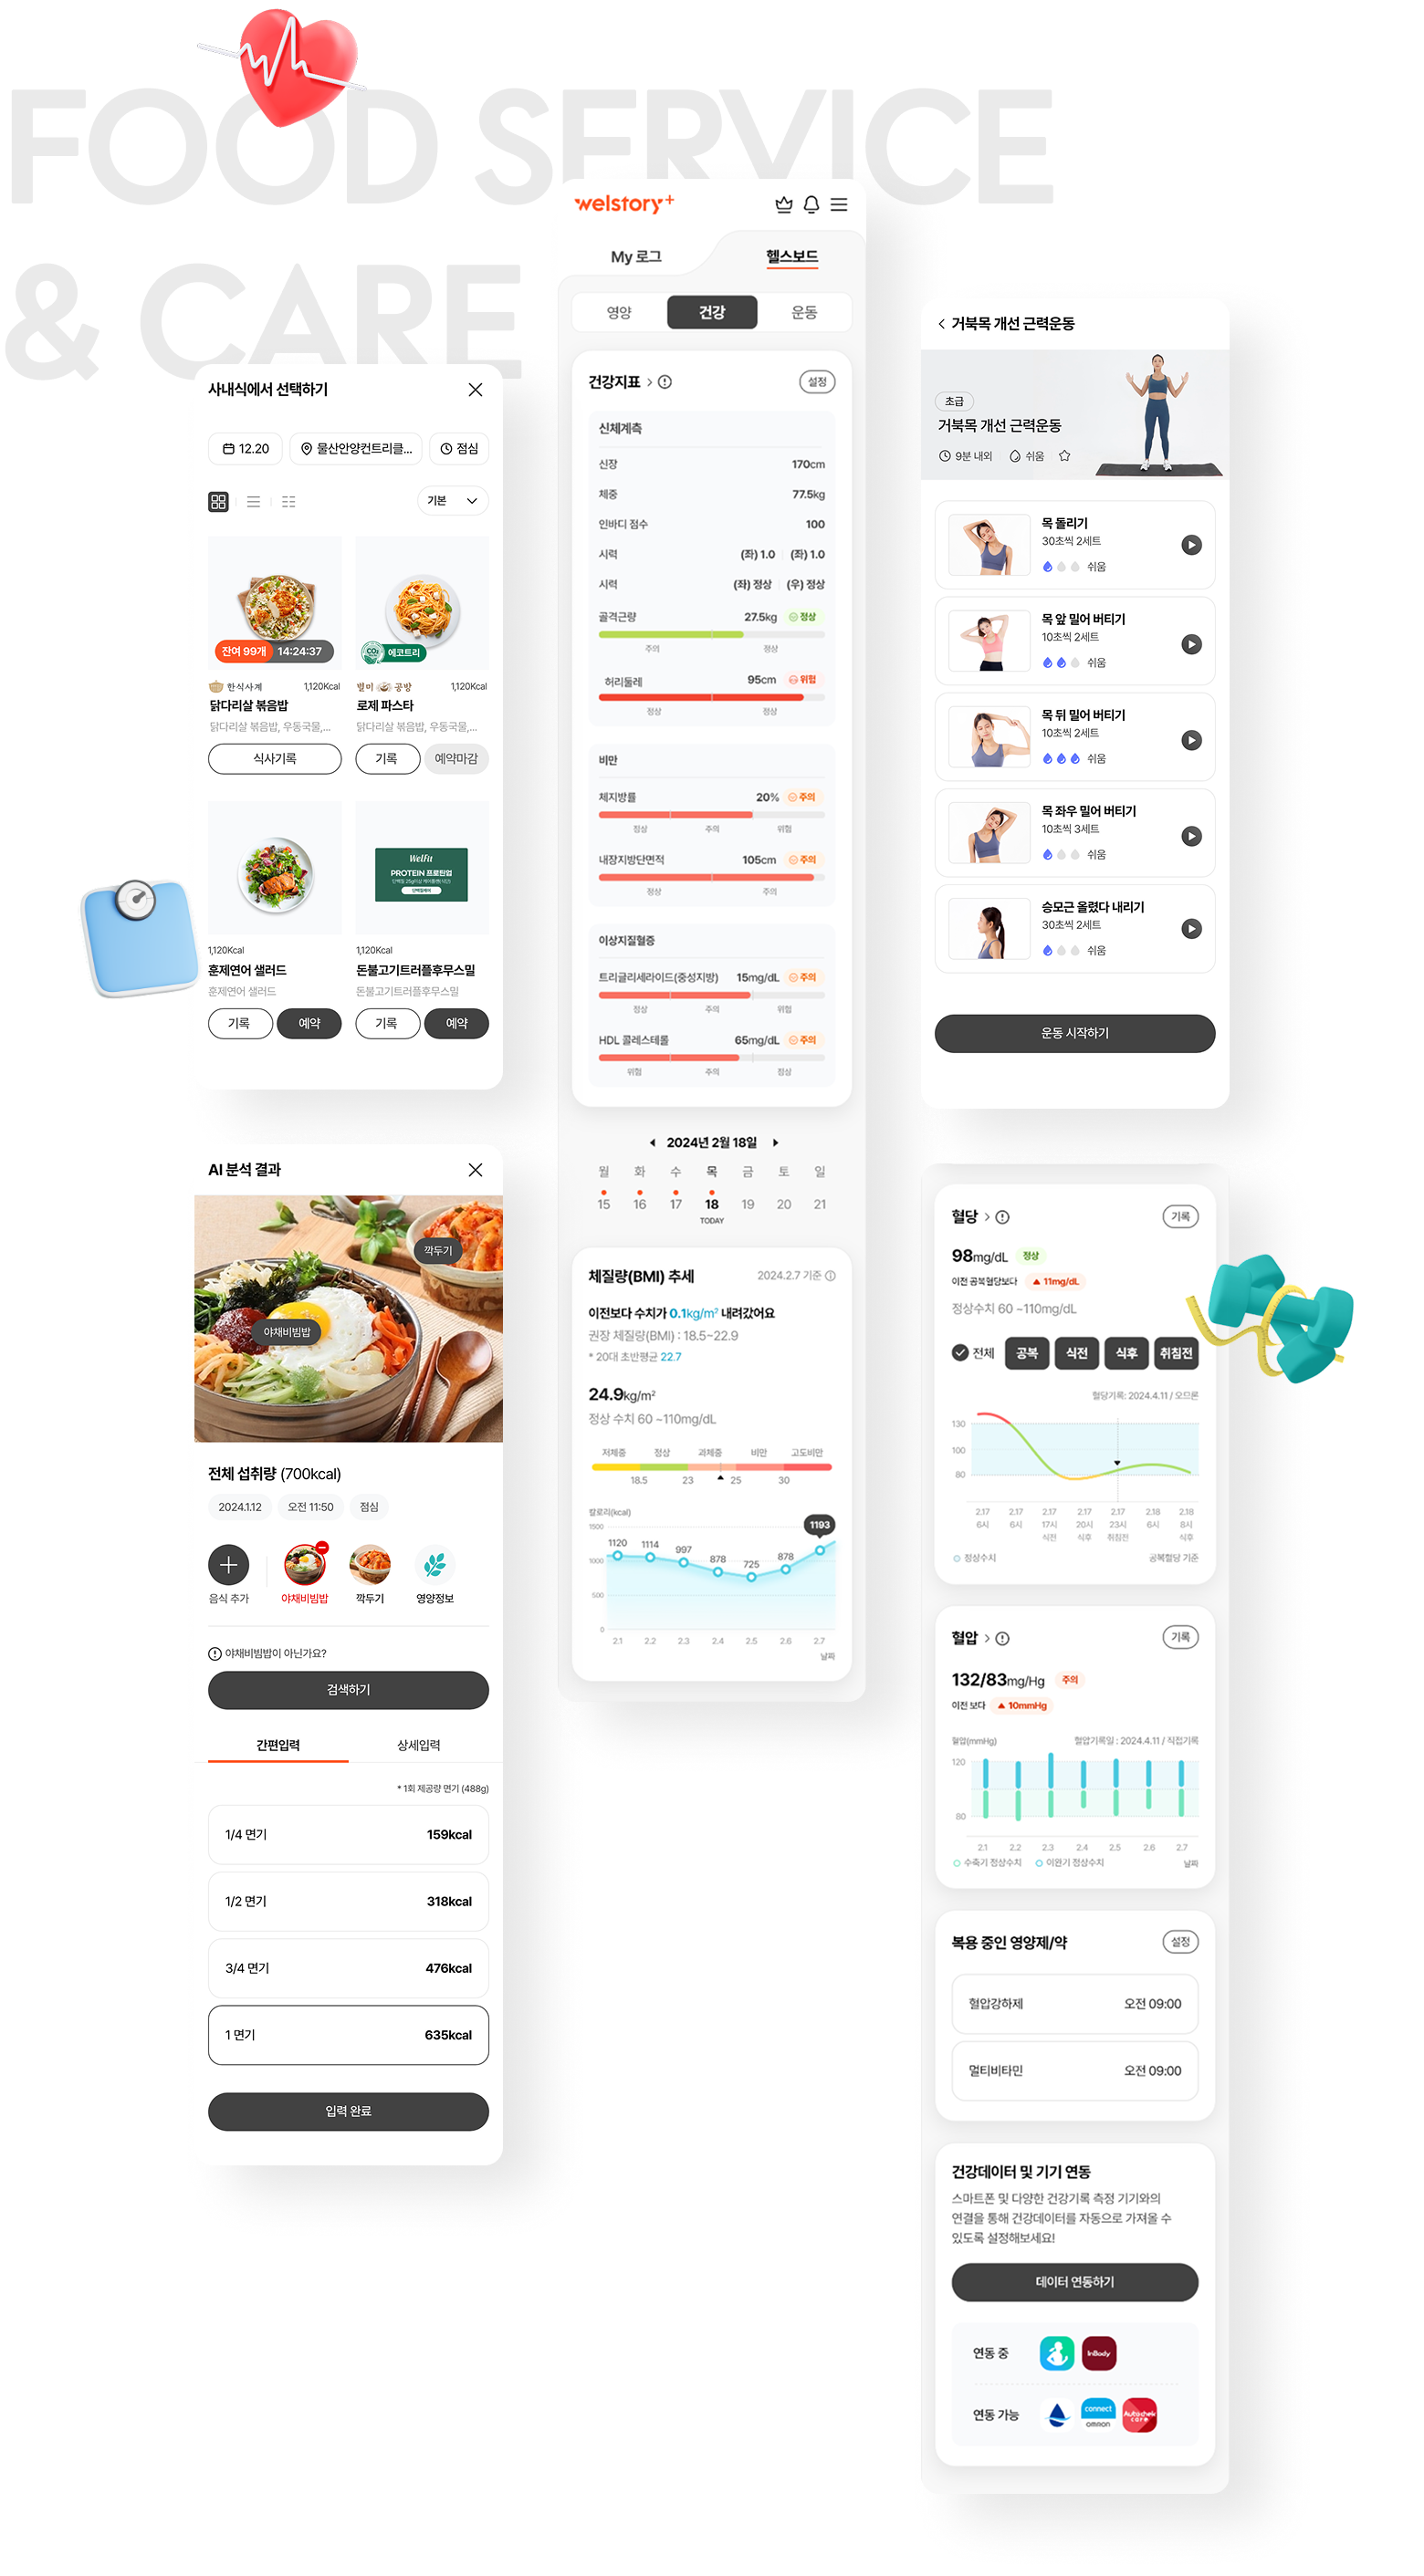 FOOD SERVICE
& CARE
사내식에서 선택하기
12.20
물산안양컨트리클...
점심
기본
잔여 99개 14:24:37
에코트리
한식사계 1,120Kcal
별미 공방 1,120Kcal
닭다리살 볶음밥
로제 파스타
닭다리살 볶음밥, 우동국물,...
닭다리살 볶음밥, 우동국물,...
식사기록
기록
예약마감
WelFit
PROTEIN 프로틴업
1,120Kcal
1,120Kcal
훈제연어 샐러드
돈불고기트러플후무스밀
훈제연어 샐러드
돈불고기트러플후무스밀
기록
예약
기록
예약
AI 분석 결과
깍두기
야채비빔밥
전체 섭취량 (700kcal)
2024.1.12
오전 11:50
점심
음식 추가
야채비빔밥
깍두기
영양정보
야채비빔밥이 아닌가요?
검색하기
간편입력
상세입력
* 1회 제공량 면기 (488g)
1/4 면기 159kcal
1/2 면기 318kcal
3/4 면기 476kcal
1 면기 635kcal
입력 완료
welstory+
My 로그
헬스보드
영양
건강
운동
건강지표
설정
신체계측
신장 170cm
체중 77.5kg
인바디 점수 100
시력 (좌) 1.0 (좌) 1.0
시력 (좌) 정상 (우) 정상
골격근량 27.5kg 정상
주의 정상
허리둘레 95cm 위험
정상 정상
비만
체지방률 20% 주의
정상 주의 위험
내장지방단면적 105cm 주의
정상 주의
이상지질혈증
트리글리세라이드(중성지방) 15mg/dL 주의
정상 주의 위험
HDL 콜레스테롤 65mg/dL 주의
위험 주의 정상
2024년 2월 18일
월 화 수 목 금 토 일
15 16 17 18 19 20 21
TODAY
체질량(BMI) 추세
2024.2.7 기준
이전보다 수치가 0.1kg/m² 내려갔어요
권장 체질량(BMI) : 18.5~22.9
* 20대 초반평균 22.7
24.9kg/m²
정상 수치 60 ~110mg/dL
저체중 정상 과체중 비만 고도비만
18.5 23 25 30
칼로리(kcal)
1500
1000
500
0
1120 1114 997 878 725 878 1193
2.1 2.2 2.3 2.4 2.5 2.6 2.7
날짜
거북목 개선 근력운동
초급
거북목 개선 근력운동
9분 내외
쉬움
목 돌리기
30초씩 2세트
쉬움
목 앞 밀어 버티기
10초씩 2세트
쉬움
목 뒤 밀어 버티기
10초씩 2세트
쉬움
목 좌우 밀어 버티기
10초씩 3세트
쉬움
승모근 올렸다 내리기
30초씩 2세트
쉬움
운동 시작하기
혈당
기록
98mg/dL 정상
이전 공복혈당보다 ▲ 11mg/dL
정상수치 60 ~110mg/dL
전체
공복
식전
식후
취침전
혈당기록: 2024.4.11 / 오므론
130
100
80
2.17 2.17 2.17 2.17 2.17 2.18 2.18
6시 6시 17시 20시 23시 6시 8시
식전 식후 취침전 식후
정상수치
공복혈당 기준
혈압
기록
132/83mg/Hg 주의
이전 보다 ▲ 10mmHg
혈압(mmHg)
혈압기록일 : 2024.4.11 / 직접기록
120
80
2.1 2.2 2.3 2.4 2.5 2.6 2.7
수축기 정상수치
이완기 정상수치
날짜
복용 중인 영양제/약
설정
혈압강하제 오전 09:00
멀티비타민 오전 09:00
건강데이터 및 기기 연동
스마트폰 및 다양한 건강기록 측정 기기와의
연결을 통해 건강데이터를 자동으로 가져올 수
있도록 설정해보세요!
데이터 연동하기
연동 중
InBody
연동 가능
connect
omron